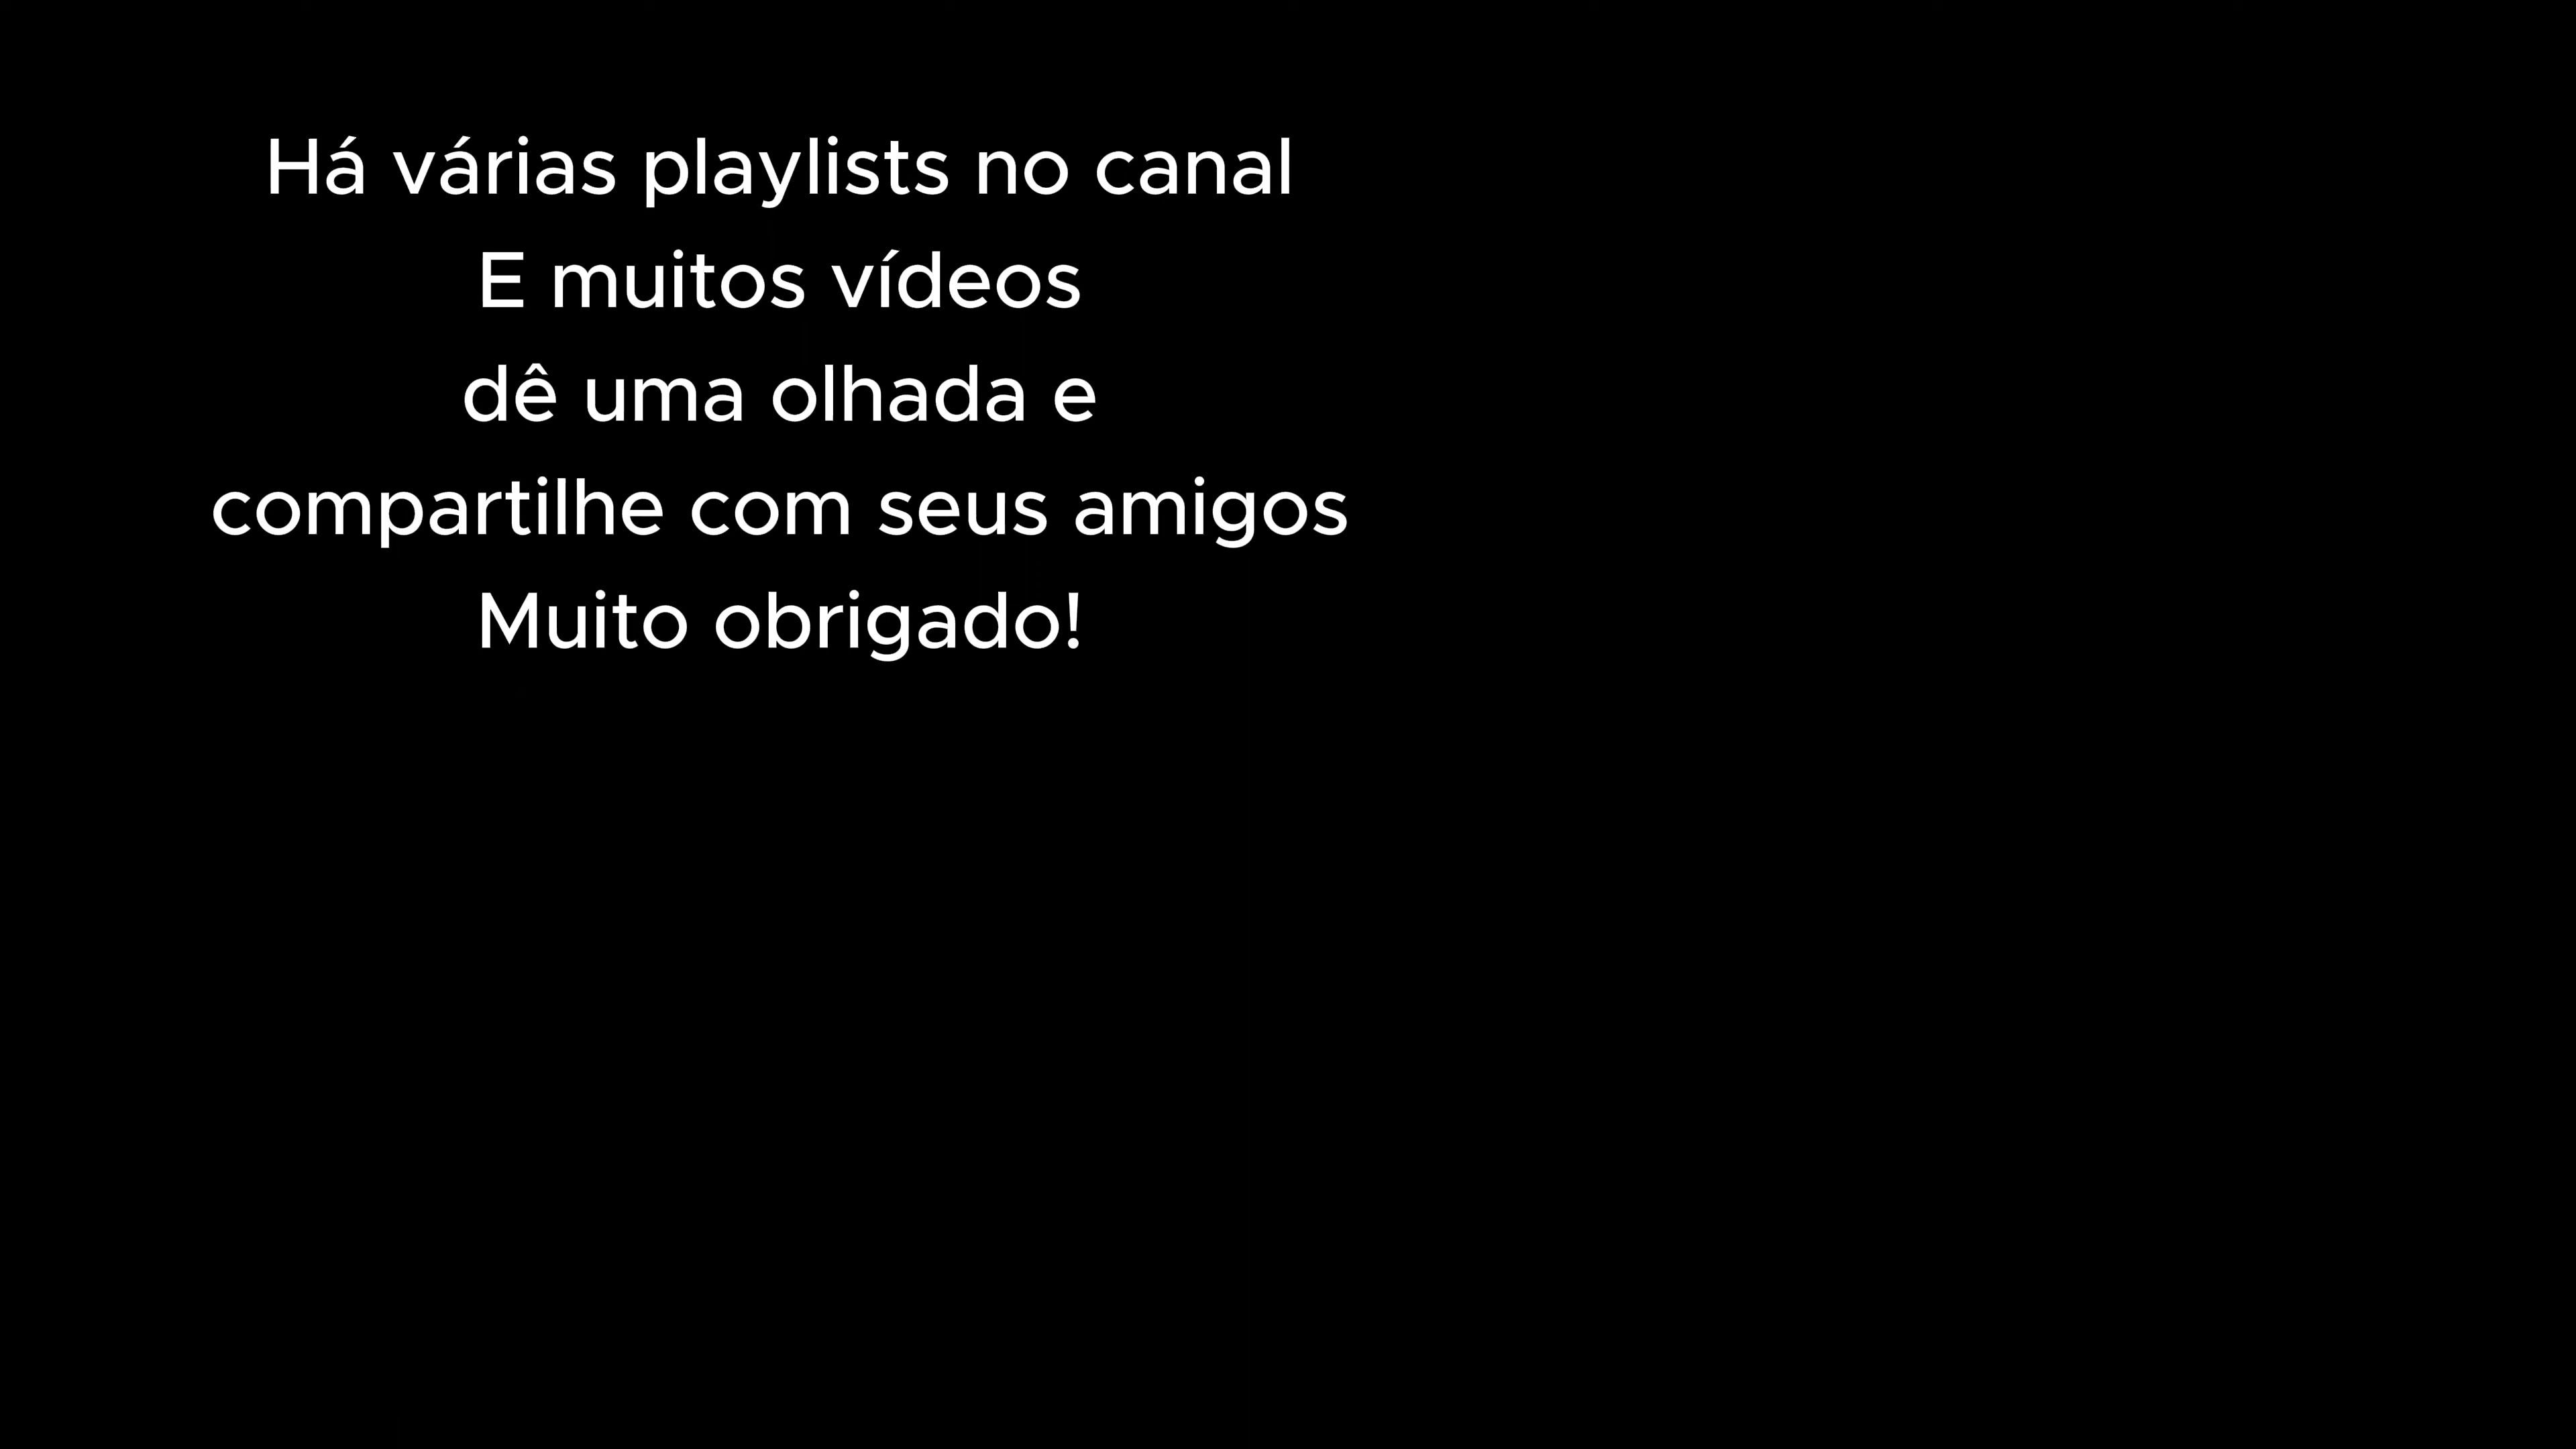 Há várias playlists no canal
E muitos vídeos
dê uma olhada e
compartilhe com seus amigos
Muito obrigado!